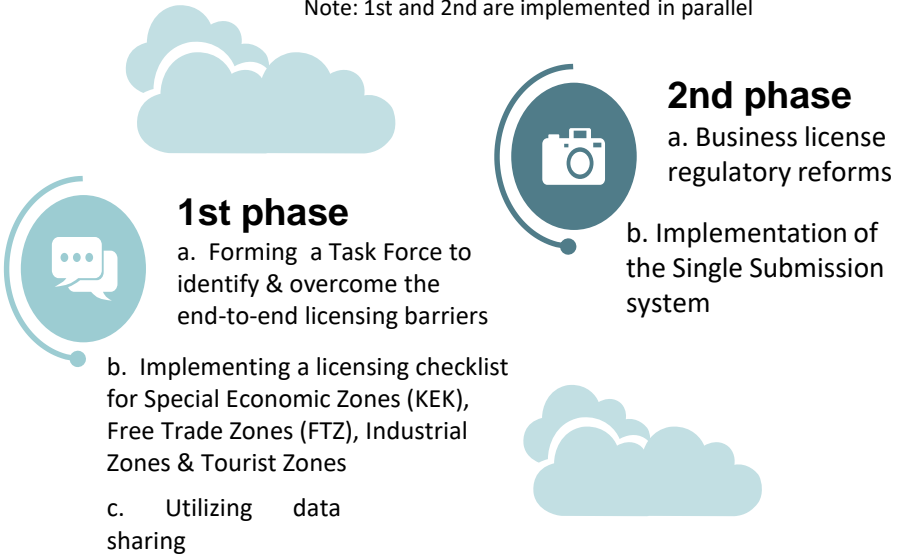 Note: 1st and 2nd are implemented in parallel
1st phase
a. Forming a Task Force to
identify & overcome the
end-to-end licensing barriers
b. Implementing a licensing checklist
for Special Economic Zones (KEK),
Free Trade Zones (FTZ), Industrial
Zones & Tourist Zones
c. Utilizing data
sharing
2nd phase
a. Business license
regulatory reforms
b. Implementation of
the Single Submission
system